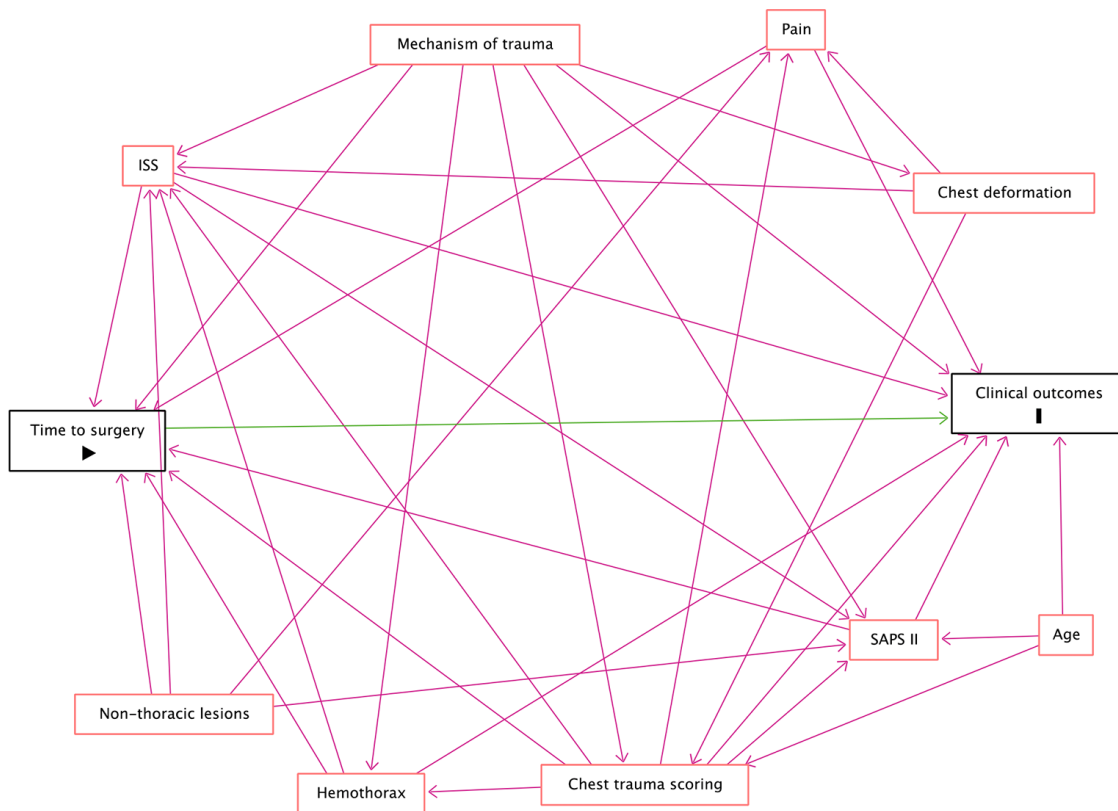 Mechanism of trauma
Pain
ISS
Chest deformation
Clinical outcomes
Time to surgery
SAPS II
Age
Non-thoracic lesions
Hemothorax
Chest trauma scoring